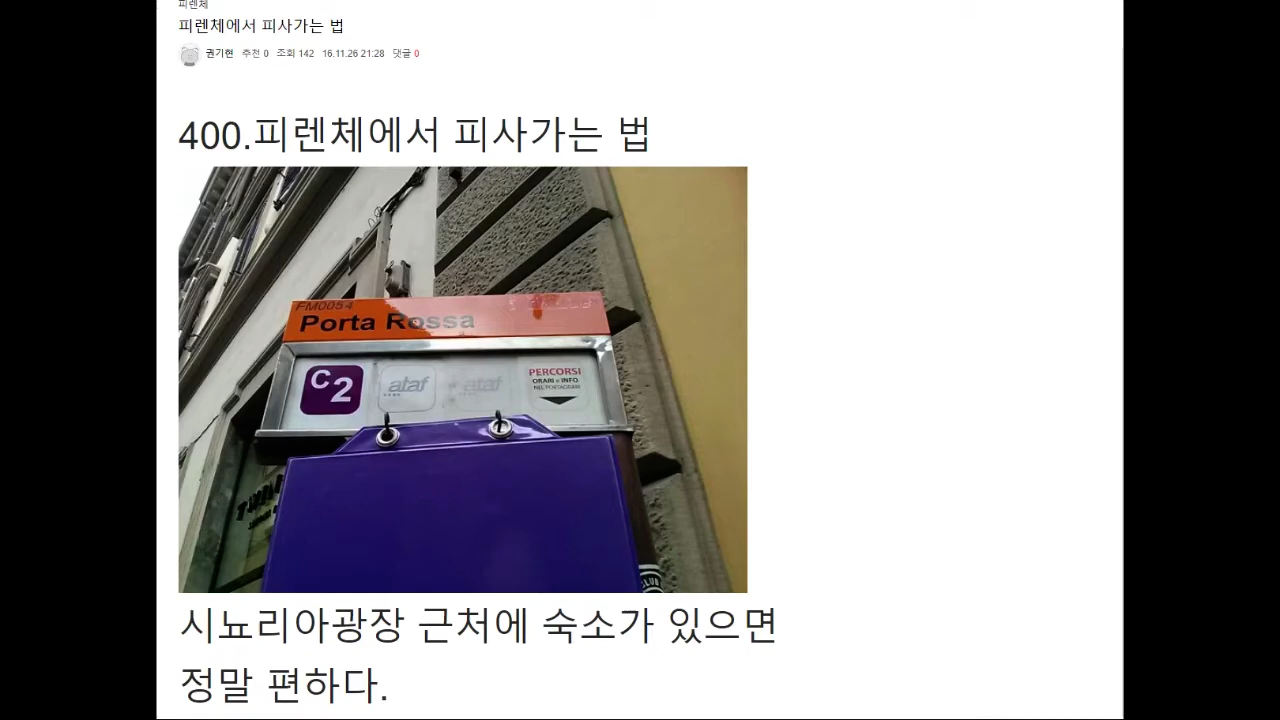 피렌체
피렌체에서 피사가는 법
권기현 추천 0 조회 142 16.11.26 21:28 댓글 0
400.피렌체에서 피사가는 법
FM0054
Porta Rossa
C2 ataf ataf
PERCORSI
ORARI e INFO
CLUB
시뇨리아광장 근처에 숙소가 있으면
정말 편하다.